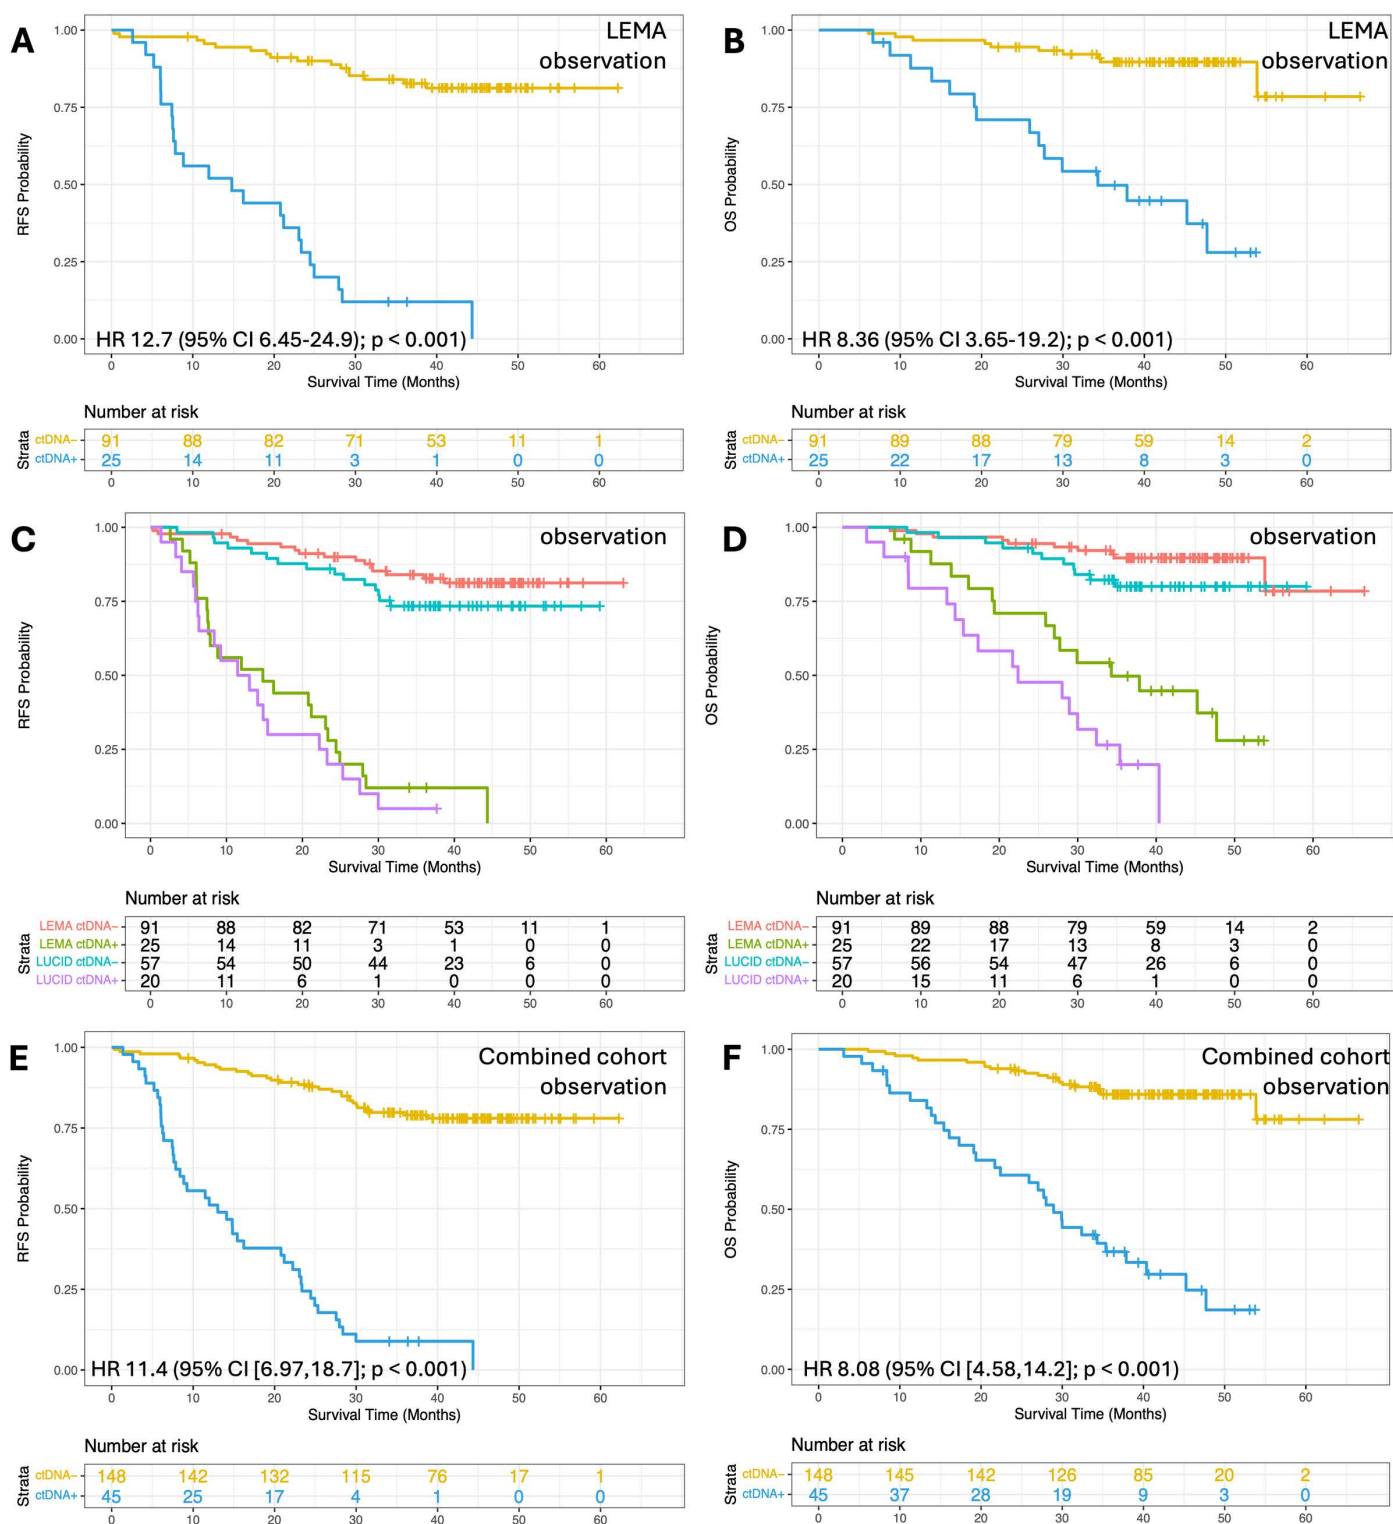 A
LEMA
observation
1.00
0.75
0.50
0.25
0.00
RFS Probability
HR 12.7 (95% CI 6.45-24.9); p < 0.001)
0 10 20 30 40 50 60
Survival Time (Months)
Number at risk
Strata
ctDNA− 91 88 82 71 53 11 1
ctDNA+ 25 14 11 3 1 0 0
0 10 20 30 40 50 60
B
LEMA
observation
1.00
0.75
0.50
0.25
0.00
OS Probability
HR 8.36 (95% CI 3.65-19.2); p < 0.001)
0 10 20 30 40 50 60
Survival Time (Months)
Number at risk
Strata
ctDNA− 91 89 88 79 59 14 2
ctDNA+ 25 22 17 13 8 3 0
0 10 20 30 40 50 60
C
observation
1.00
0.75
0.50
0.25
0.00
RFS Probability
0 10 20 30 40 50 60
Survival Time (Months)
Number at risk
Strata
LEMA ctDNA− 91 88 82 71 53 11 1
LEMA ctDNA+ 25 14 11 3 1 0 0
LUCID ctDNA− 57 54 50 44 23 6 0
LUCID ctDNA+ 20 11 6 1 0 0 0
0 10 20 30 40 50 60
D
observation
1.00
0.75
0.50
0.25
0.00
OS Probability
0 10 20 30 40 50 60
Survival Time (Months)
Number at risk
Strata
LEMA ctDNA− 91 89 88 79 59 14 2
LEMA ctDNA+ 25 22 17 13 8 3 0
LUCID ctDNA− 57 56 54 47 26 6 0
LUCID ctDNA+ 20 15 11 6 1 0 0
0 10 20 30 40 50 60
E
Combined cohort
observation
1.00
0.75
0.50
0.25
0.00
RFS Probability
HR 11.4 (95% CI [6.97,18.7]; p < 0.001)
0 10 20 30 40 50 60
Survival Time (Months)
Number at risk
Strata
ctDNA− 148 142 132 115 76 17 1
ctDNA+ 45 25 17 4 1 0 0
0 10 20 30 40 50 60
F
Combined cohort
observation
1.00
0.75
0.50
0.25
0.00
OS Probability
HR 8.08 (95% CI [4.58,14.2]; p < 0.001)
0 10 20 30 40 50 60
Survival Time (Months)
Number at risk
Strata
ctDNA− 148 145 142 126 85 20 2
ctDNA+ 45 37 28 19 9 3 0
0 10 20 30 40 50 60